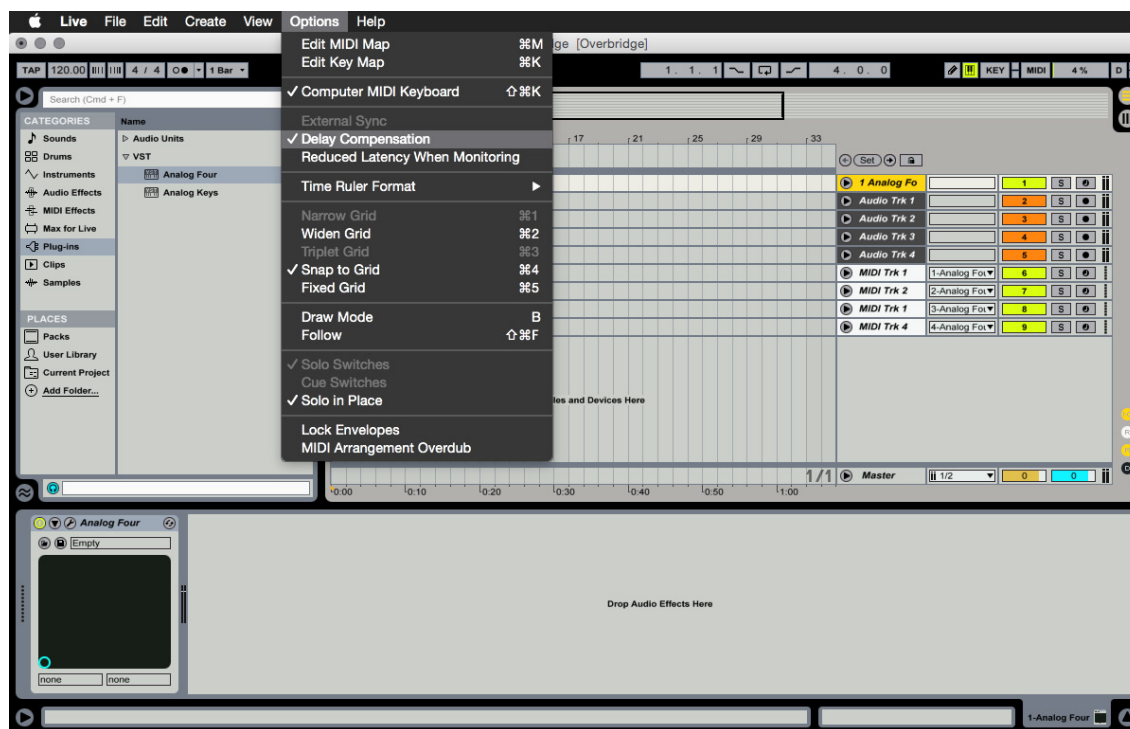 Live File Edit Create View Options Help
ge [Overbridge]
TAP 120.00 4 / 4 1 Bar 1. 1. 1 4. 0. 0 KEY MIDI 4 % D
Search (Cmd + F)
CATEGORIES
Sounds
Drums
Instruments
Audio Effects
MIDI Effects
Max for Live
Plug-ins
Clips
Samples
PLACES
Packs
User Library
Current Project
Add Folder...
Name
Audio Units
VST
Analog Four
Analog Keys
Edit MIDI Map ⌘M
Edit Key Map ⌘K
✓ Computer MIDI Keyboard ⇧⌘K
External Sync
✓ Delay Compensation
Reduced Latency When Monitoring
Time Ruler Format ▶
Narrow Grid ⌘1
Widen Grid ⌘2
Triplet Grid ⌘3
✓ Snap to Grid ⌘4
Fixed Grid ⌘5
Draw Mode B
Follow ⇧⌘F
✓ Solo Switches
Cue Switches
✓ Solo in Place
Lock Envelopes
MIDI Arrangement Overdub
17 21 25 29 33
Set
les and Devices Here
1 Analog Fo 1 S
Audio Trk 1 2 S
Audio Trk 2 3 S
Audio Trk 3 4 S
Audio Trk 4 5 S
MIDI Trk 1 1-Analog Fou 6 S
MIDI Trk 2 2-Analog Fou 7 S
MIDI Trk 1 3-Analog Fou 8 S
MIDI Trk 4 4-Analog Fou 9 S
1/1 Master 1/2 0 0
0:00 0:10 0:20 0:30 0:40 0:50 1:00
Analog Four
Empty
none none
Drop Audio Effects Here
1-Analog Four